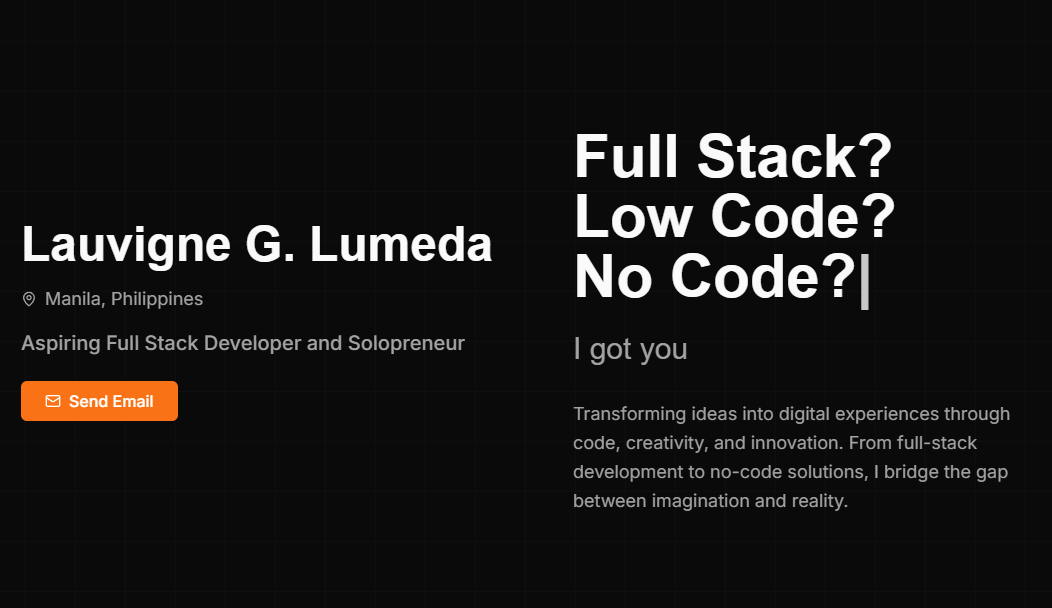 Lauvigne G. Lumeda
Manila, Philippines
Aspiring Full Stack Developer and Solopreneur
Send Email
Full Stack?
Low Code?
No Code?|
I got you
Transforming ideas into digital experiences through
code, creativity, and innovation. From full-stack
development to no-code solutions, I bridge the gap
between imagination and reality.